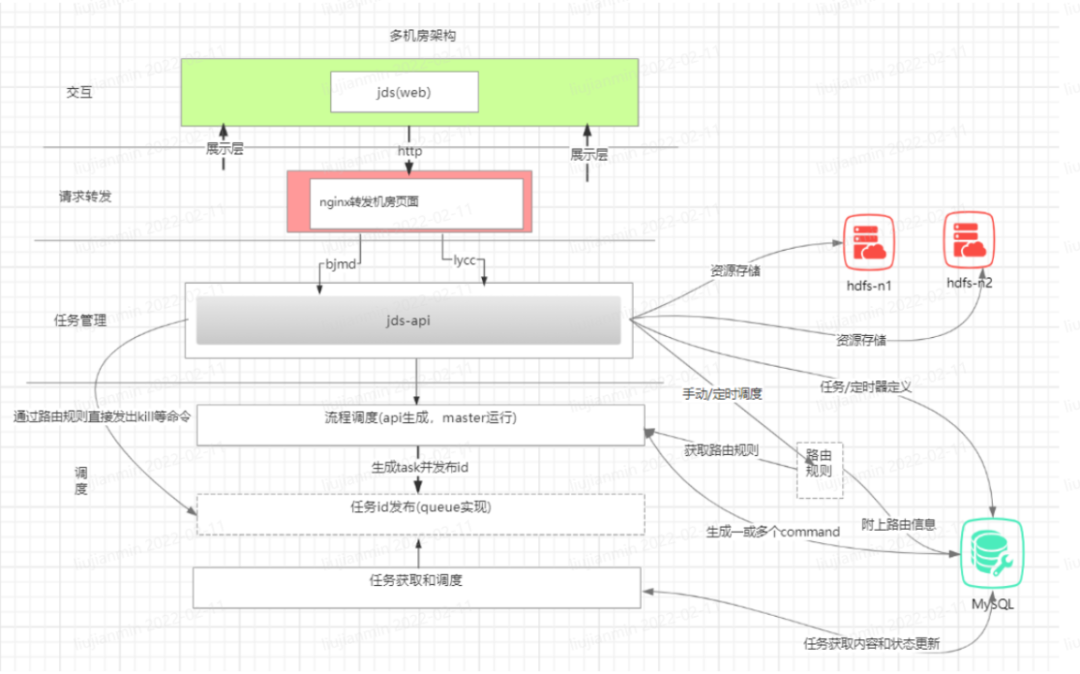 多机房架构
交互
jds(web)
展示层
http
展示层
请求转发
nginx转发机房页面
bjmd
lycc
资源存储
hdfs-n1
hdfs-n2
任务管理
jds-api
资源存储
手动/定时调度
任务/定时器定义
通过路由规则直接发出kill等命令
流程调度(api生成，master运行)
获取路由规则
路由
规则
生成task并发布id
调
度
任务id发布(queue实现)
生成一或多个command
附上路由信息
任务获取和调度
MySQL
任务获取内容和状态更新
liujianmin 2022-02-11